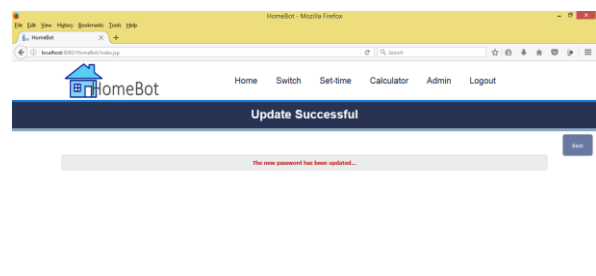 HomeBot - Mozilla Firefox
File Edit View History Bookmarks Tools Help
HomeBot
localhost:8080/HomeBot/index.jsp
Search
HomeBot
Home Switch Set-time Calculator Admin Logout
Update Successful
Back
The new password has been updated...